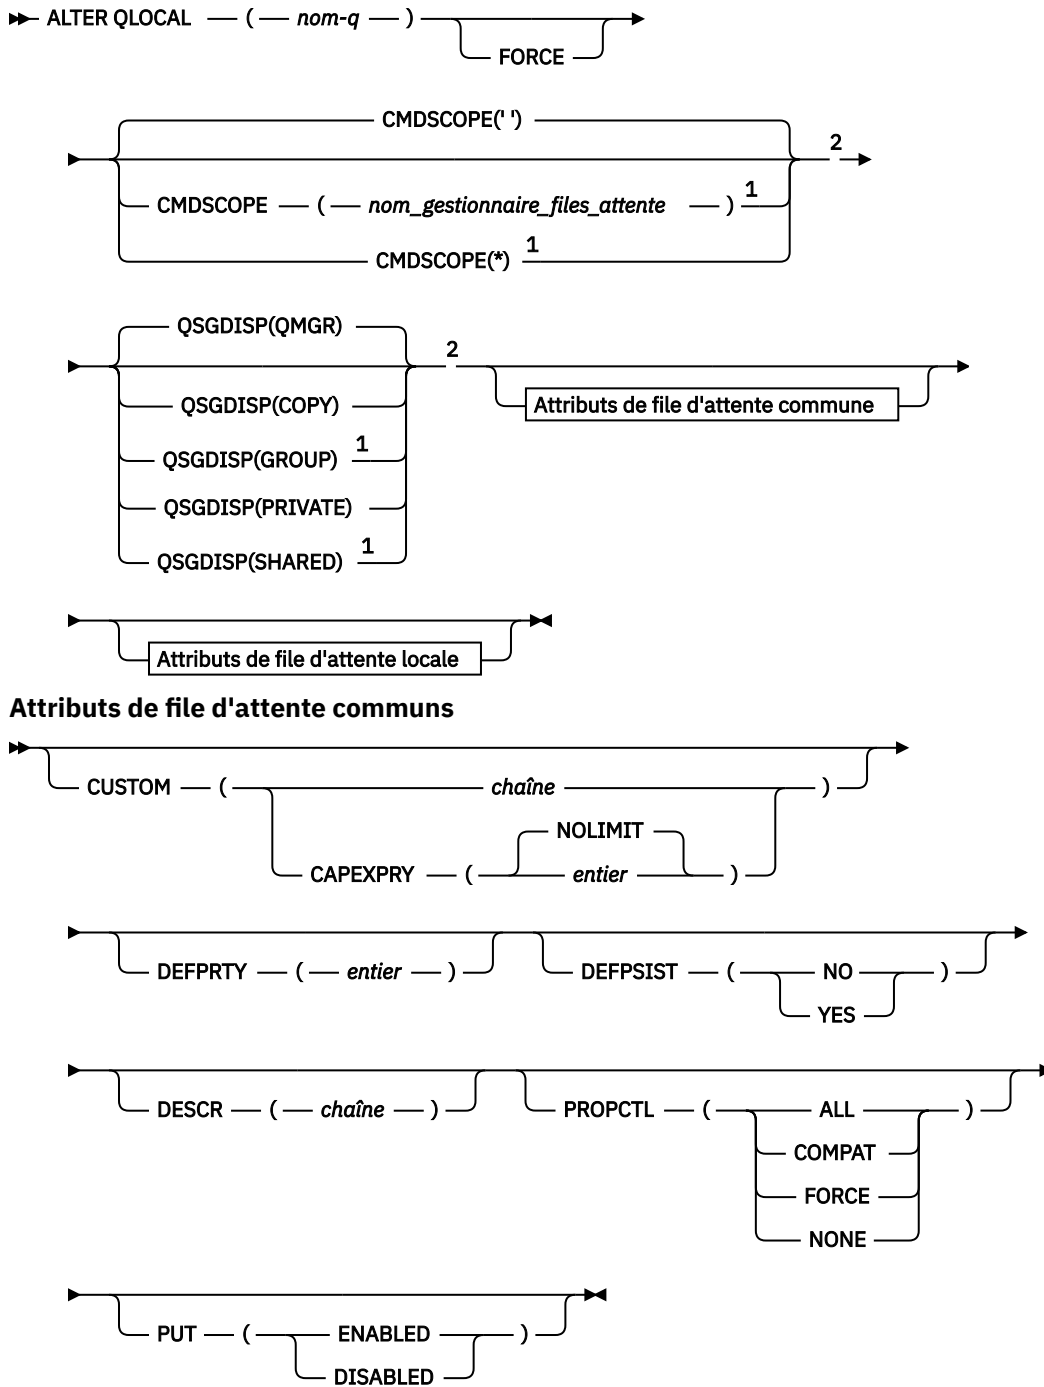 ALTER QLOCAL ( nom-q )
FORCE
CMDSCOPE(' ')
2
CMDSCOPE ( nom_gestionnaire_files_attente ) 1
CMDSCOPE(*) 1
QSGDISP(QMGR)
2
QSGDISP(COPY)
Attributs de file d'attente commune
QSGDISP(GROUP) 1
QSGDISP(PRIVATE)
QSGDISP(SHARED) 1
Attributs de file d'attente locale
Attributs de file d'attente communs
CUSTOM ( chaîne )
NOLIMIT
CAPEXPRY ( entier )
DEFPRTY ( entier ) DEFPSIST ( NO )
YES
DESCR ( chaîne ) PROPCTL ( ALL )
COMPAT
FORCE
NONE
PUT ( ENABLED )
DISABLED